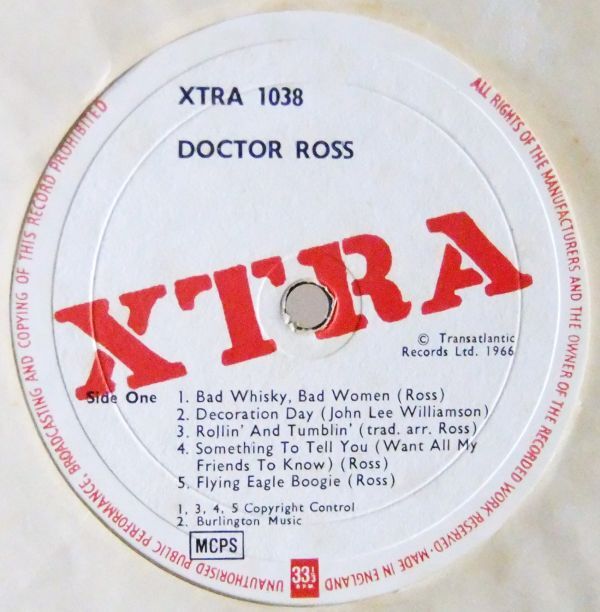 XTRA 1038
DOCTOR ROSS
XTRA
© Transatlantic
Records Ltd. 1966
Side One
1. Bad Whisky, Bad Women (Ross)
2. Decoration Day (John Lee Williamson)
3. Rollin' And Tumblin' (trad. arr. Ross)
4. Something To Tell You (Want All My
Friends To Know) (Ross)
5. Flying Eagle Boogie (Ross)
1, 3, 4, 5 Copyright Control
2. Burlington Music
MCPS
33⅓
R.P.M.
ALL RIGHTS OF THE MANUFACTURERS AND THE OWNER OF THE RECORDED WORK RESERVED · MADE IN ENGLAND
UNAUTHORISED PUBLIC PERFORMANCE, BROADCASTING AND COPYING OF THIS RECORD PROHIBITED